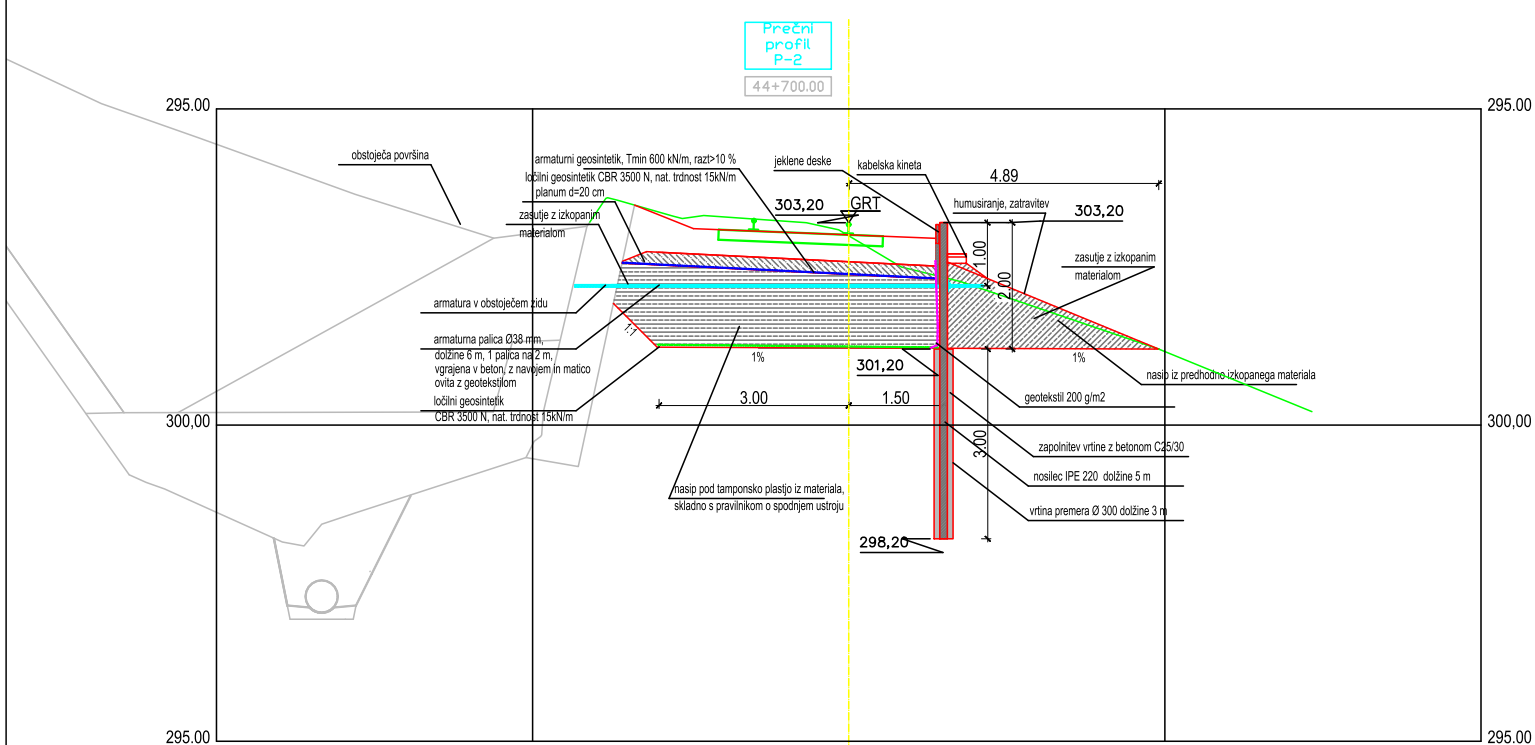 Prečni
profil
P-2
44+700.00
295.00
295.00
obstoječa površina
armaturni geosintetik, Tmin 600 kN/m, razt>10 %
ločilni geosintetik CBR 3500 N, nat. trdnost 15kN/m
planum d=20 cm
zasutje z izkopanim
materialom
jeklene deske
kabelska kineta
4.89
303,20
GRT
humusiranje, zatravitev
303,20
1.00
2.00
zasutje z izkopanim
materialom
armatura v obstoječem zidu
armaturna palica Ø38 mm,
dolžine 6 m, 1 palica na 2 m,
vgrajena v beton, z navojem in matico
ovita z geotekstilom
ločilni geosintetik
CBR 3500 N, nat. trdnost 15kN/m
1:1
1%
1%
301,20
nasip iz predhodno izkopanega materiala
3.00
1.50
geotekstil 200 g/m2
300,00
300,00
3.00
zapolnitev vrtine z betonom C25/30
nosilec IPE 220 dolžine 5 m
vrtina premera Ø 300 dolžine 3 m
nasip pod tamponsko plastjo iz materiala,
skladno s pravilnikom o spodnjem ustroju
298,20
295.00
295.00